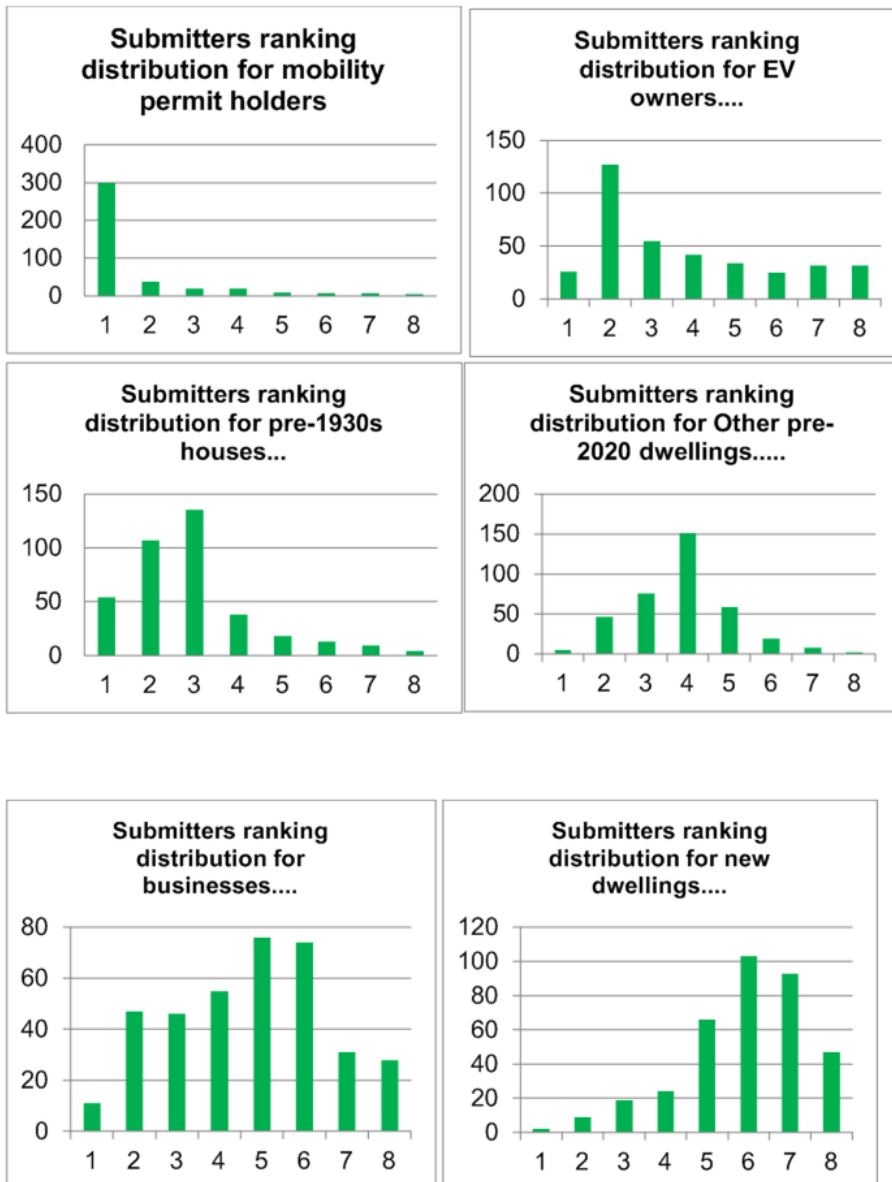 Submitters ranking
distribution for mobility
permit holders
400
300
200
100
0
1 2 3 4 5 6 7 8
Submitters ranking
distribution for EV
owners....
150
100
50
0
1 2 3 4 5 6 7 8
Submitters ranking
distribution for pre-1930s
houses...
150
100
50
0
1 2 3 4 5 6 7 8
Submitters ranking
distribution for Other pre-
2020 dwellings.....
200
150
100
50
0
1 2 3 4 5 6 7 8
Submitters ranking
distribution for
businesses....
80
60
40
20
0
1 2 3 4 5 6 7 8
Submitters ranking
distribution for new
dwellings....
120
100
80
60
40
20
0
1 2 3 4 5 6 7 8